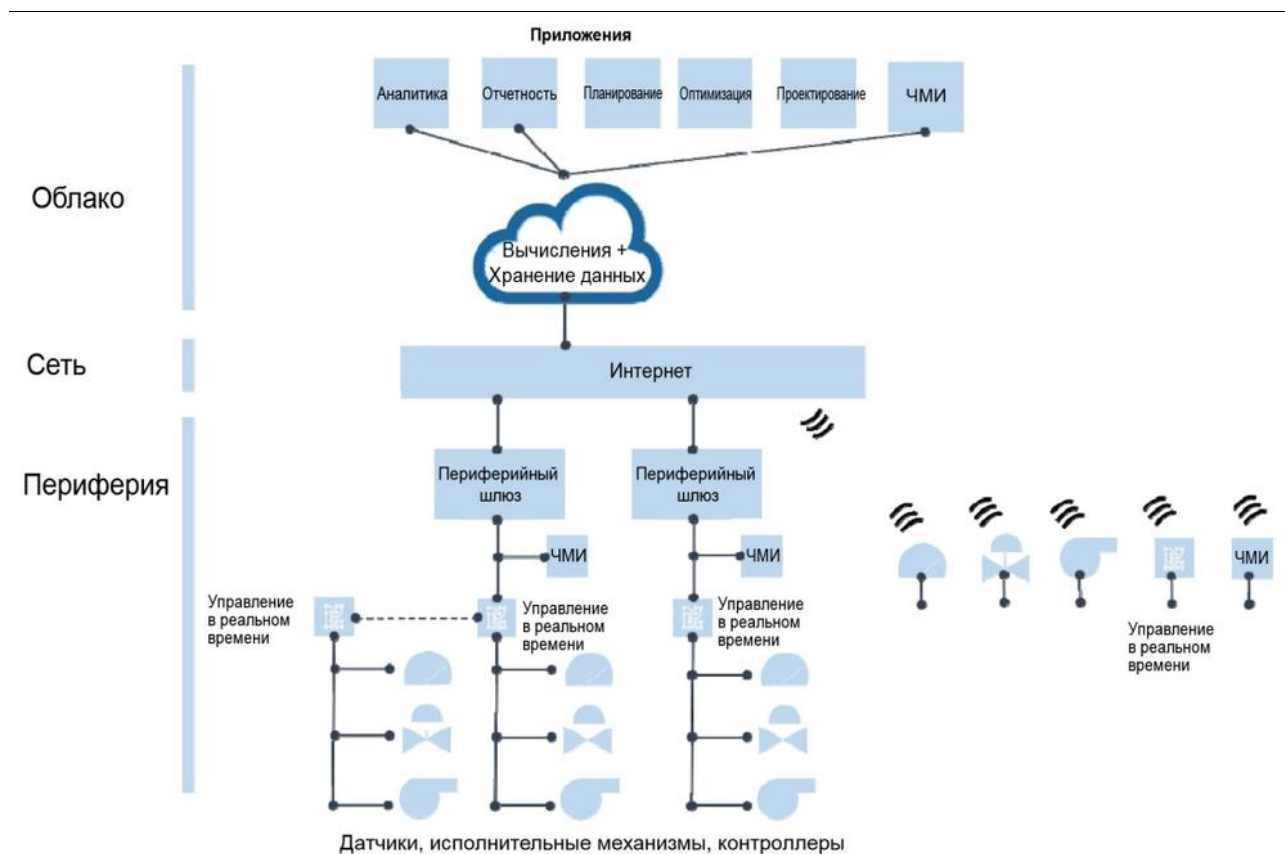 Приложения
Аналитика
Отчетность
Планирование
Оптимизация
Проектирование
ЧМИ
Облако
Вычисления +
Хранение данных
Сеть
Интернет
Периферия
Периферийный
шлюз
Периферийный
шлюз
ЧМИ
ЧМИ
ЧМИ
Управление
в реальном
времени
Управление
в реальном
времени
Управление
в реальном
времени
Управление
в реальном
времени
Датчики, исполнительные механизмы, контроллеры